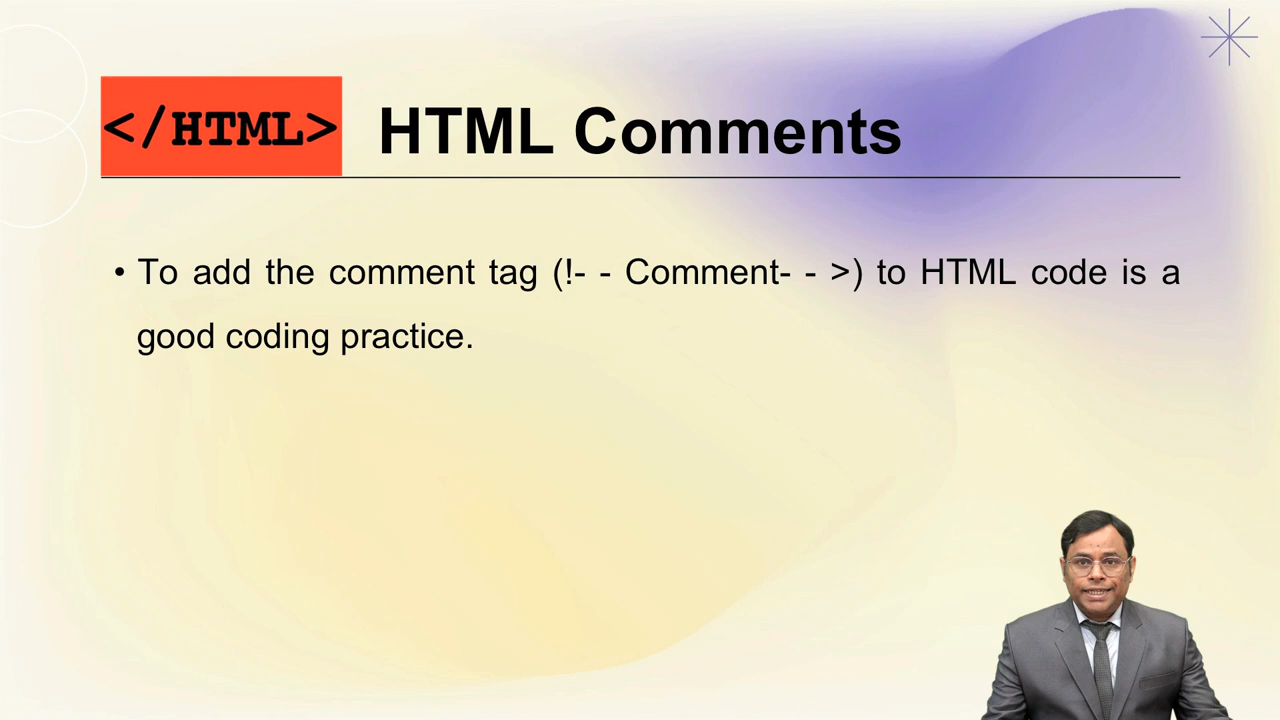 </HTML> HTML Comments
• To add the comment tag (!- - Comment- - >) to HTML code is a
good coding practice.